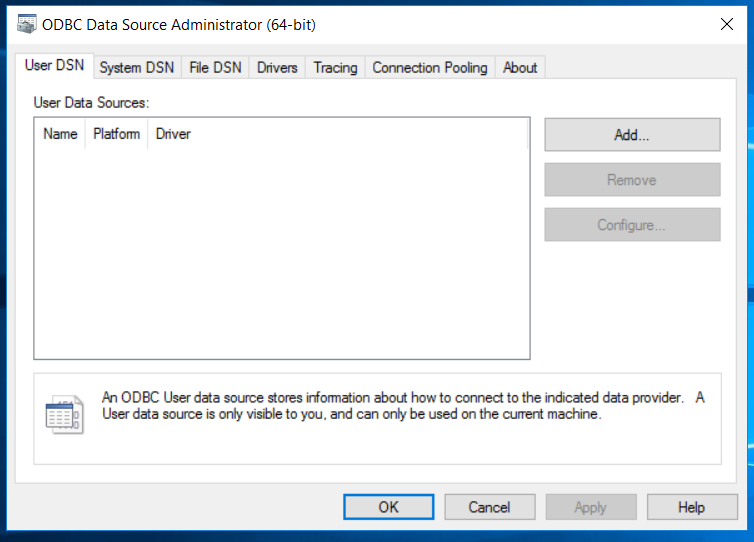 ODBC Data Source Administrator (64-bit)
User DSN System DSN File DSN Drivers Tracing Connection Pooling About
User Data Sources:
Name Platform Driver
Add...
Remove
Configure...
An ODBC User data source stores information about how to connect to the indicated data provider. A
User data source is only visible to you, and can only be used on the current machine.
OK Cancel Apply Help